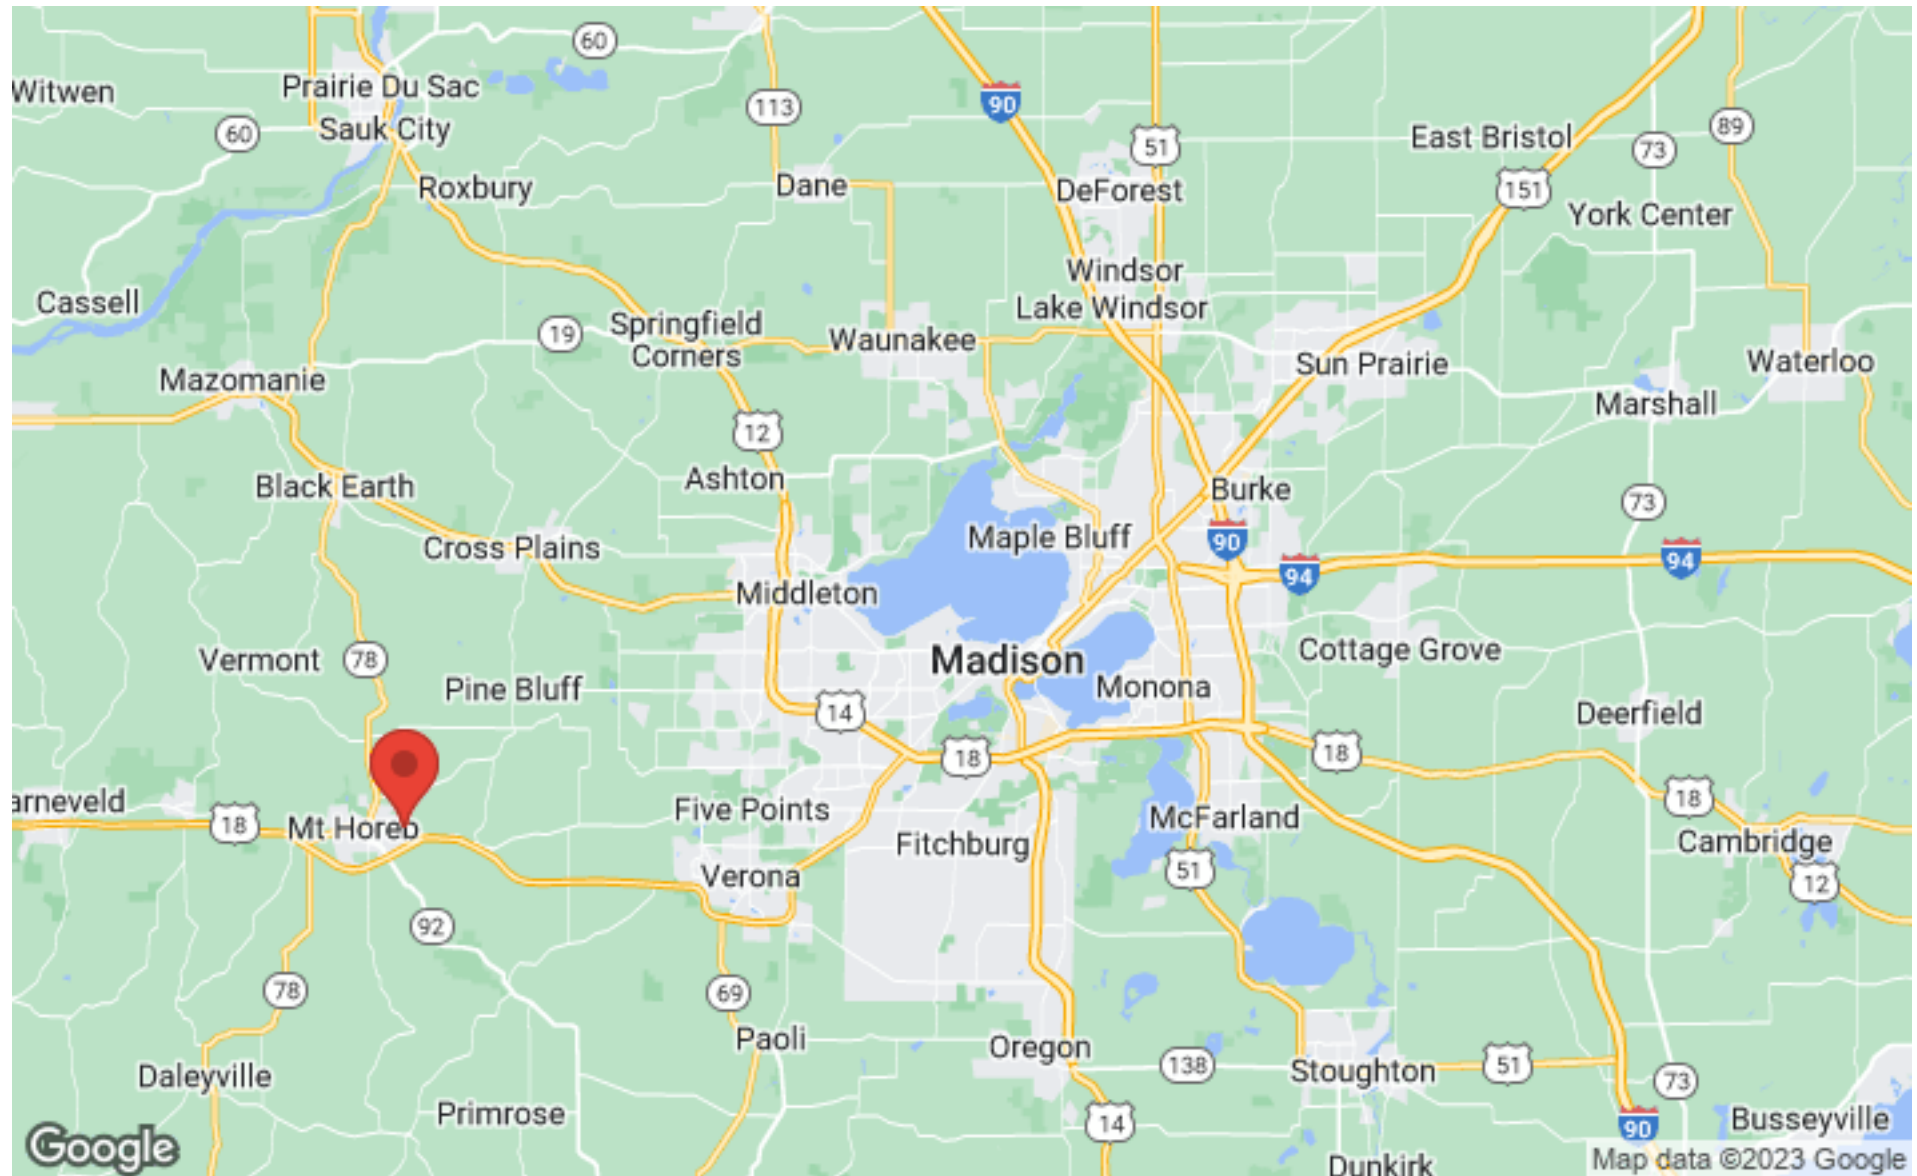 60
Prairie Du Sac
Witwen
90
113
60
Sauk City
51
East Bristol
89
73
Roxbury
Dane
DeForest
151
York Center
Windsor
Cassell
Lake Windsor
19
Springfield
Corners
Waunakee
Sun Prairie
Waterloo
Mazomanie
Marshall
12
Ashton
Black Earth
Burke
73
Maple Bluff
90
Cross Plains
94
94
Middleton
Vermont
78
Madison
Cottage Grove
Pine Bluff
Monona
14
Deerfield
18
18
arneveld
18
Mt Horeb
18
Five Points
McFarland
Fitchburg
Cambridge
Verona
51
12
92
78
69
Paoli
Oregon
138
Stoughton
51
73
Daleyville
Primrose
14
90
Busseyville
Google
Map data ©2023 Google
Dunkirk